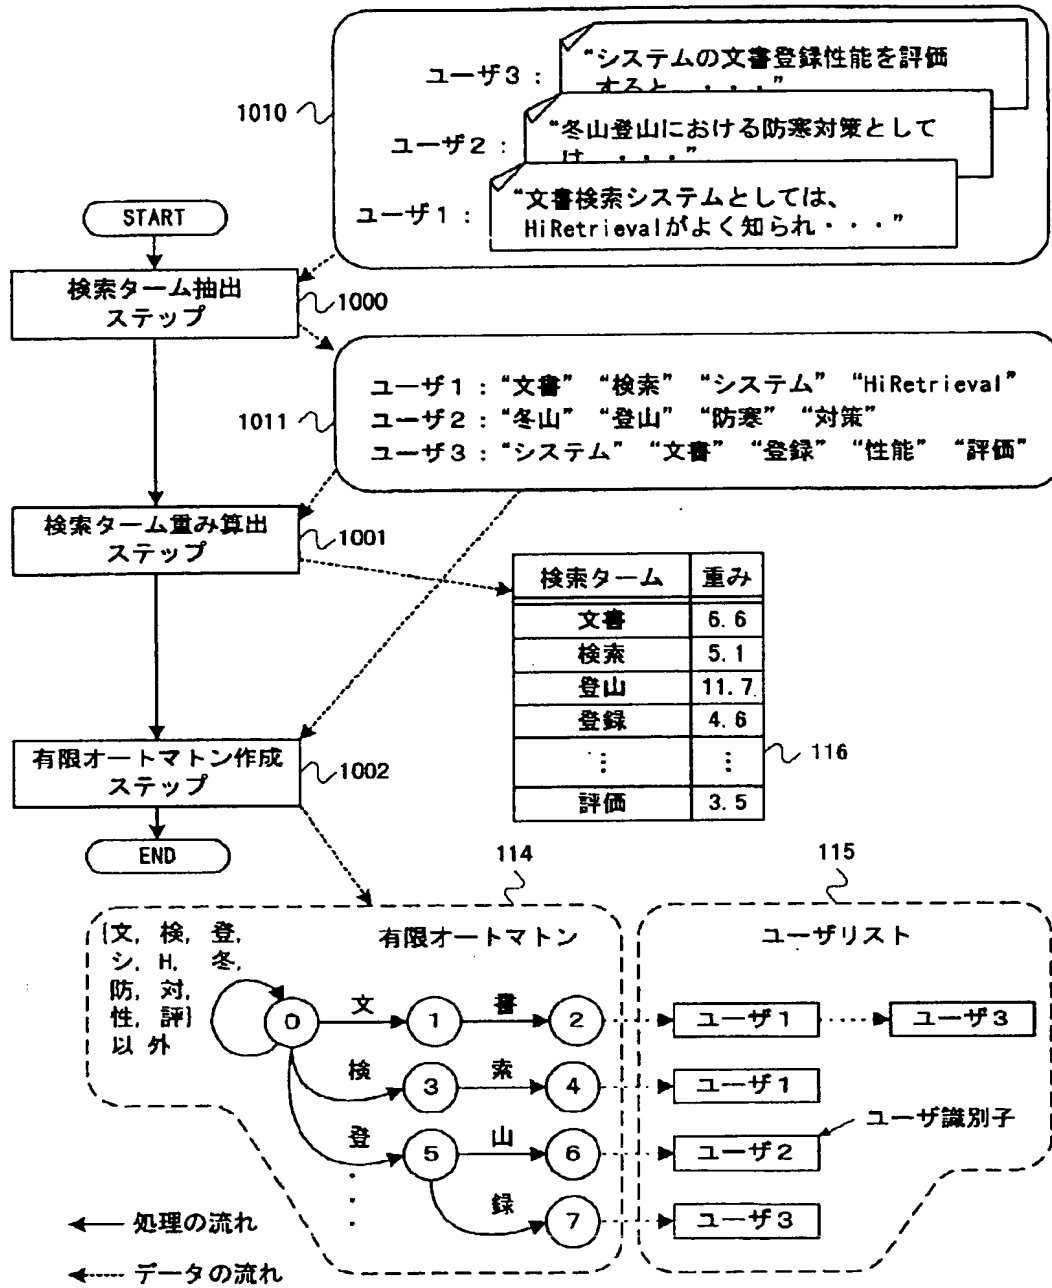 ユーザ3 : “システムの文書登録性能を評価
すると、・・・”
1010
ユーザ2 : “冬山登山における防寒対策として
は、・・・”
ユーザ1 : “文書検索システムとしては、
HiRetrievalがよく知られ・・・”
START
検索ターム抽出
ステップ
1000
ユーザ1 : “文書” “検索” “システム” “HiRetrieval”
1011
ユーザ2 : “冬山” “登山” “防寒” “対策”
ユーザ3 : “システム” “文書” “登録” “性能” “評価”
検索ターム重み算出
ステップ
1001
検索ターム 重み
文書 6.6
検索 5.1
登山 11.7
登録 4.6
⋮ ⋮
評価 3.5
116
有限オートマトン作成
ステップ
1002
END
114
115
{文, 検, 登,
シ, H, 冬,
防, 対,
性, 評}
以外
有限オートマトン
ユーザリスト
0 文 1 書 2 ユーザ1 ユーザ3
検 3 索 4 ユーザ1
ユーザ識別子
登 5 山 6 ユーザ2
録 7 ユーザ3
処理の流れ
データの流れ